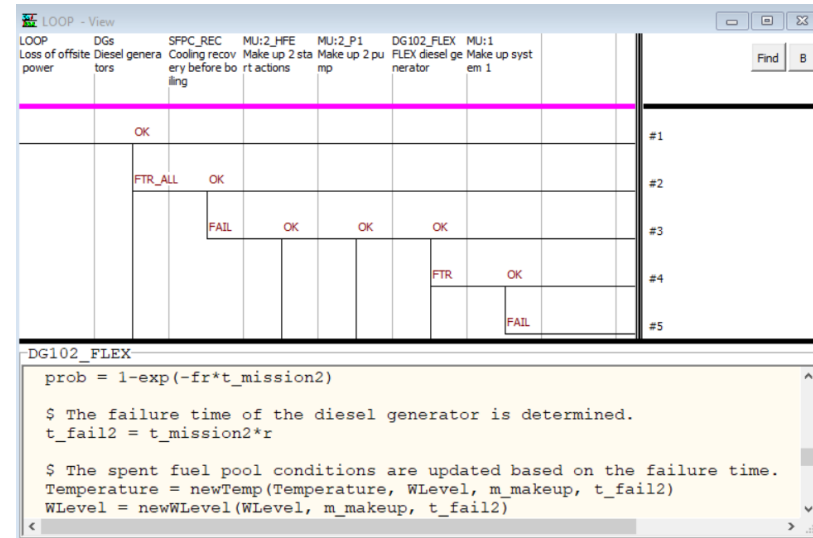 LOOP - View
LOOP DGs SFPC_REC MU:2_HFE MU:2_P1 DG102_FLEX MU:1
Loss of offsite Diesel genera Cooling recov Make up 2 sta Make up 2 pu FLEX diesel ge Make up syst
power tors ery before bo rt actions mp nerator em 1
iling
Find B
OK #1
FTR_ALL OK #2
FAIL OK OK OK #3
FTR OK #4
FAIL #5
DG102_FLEX
prob = 1-exp(-fr*t_mission2)
$ The failure time of the diesel generator is determined.
t_fail2 = t_mission2*r
$ The spent fuel pool conditions are updated based on the failure time.
Temperature = newTemp(Temperature, WLevel, m_makeup, t_fail2)
WLevel = newWLevel(WLevel, m_makeup, t_fail2)